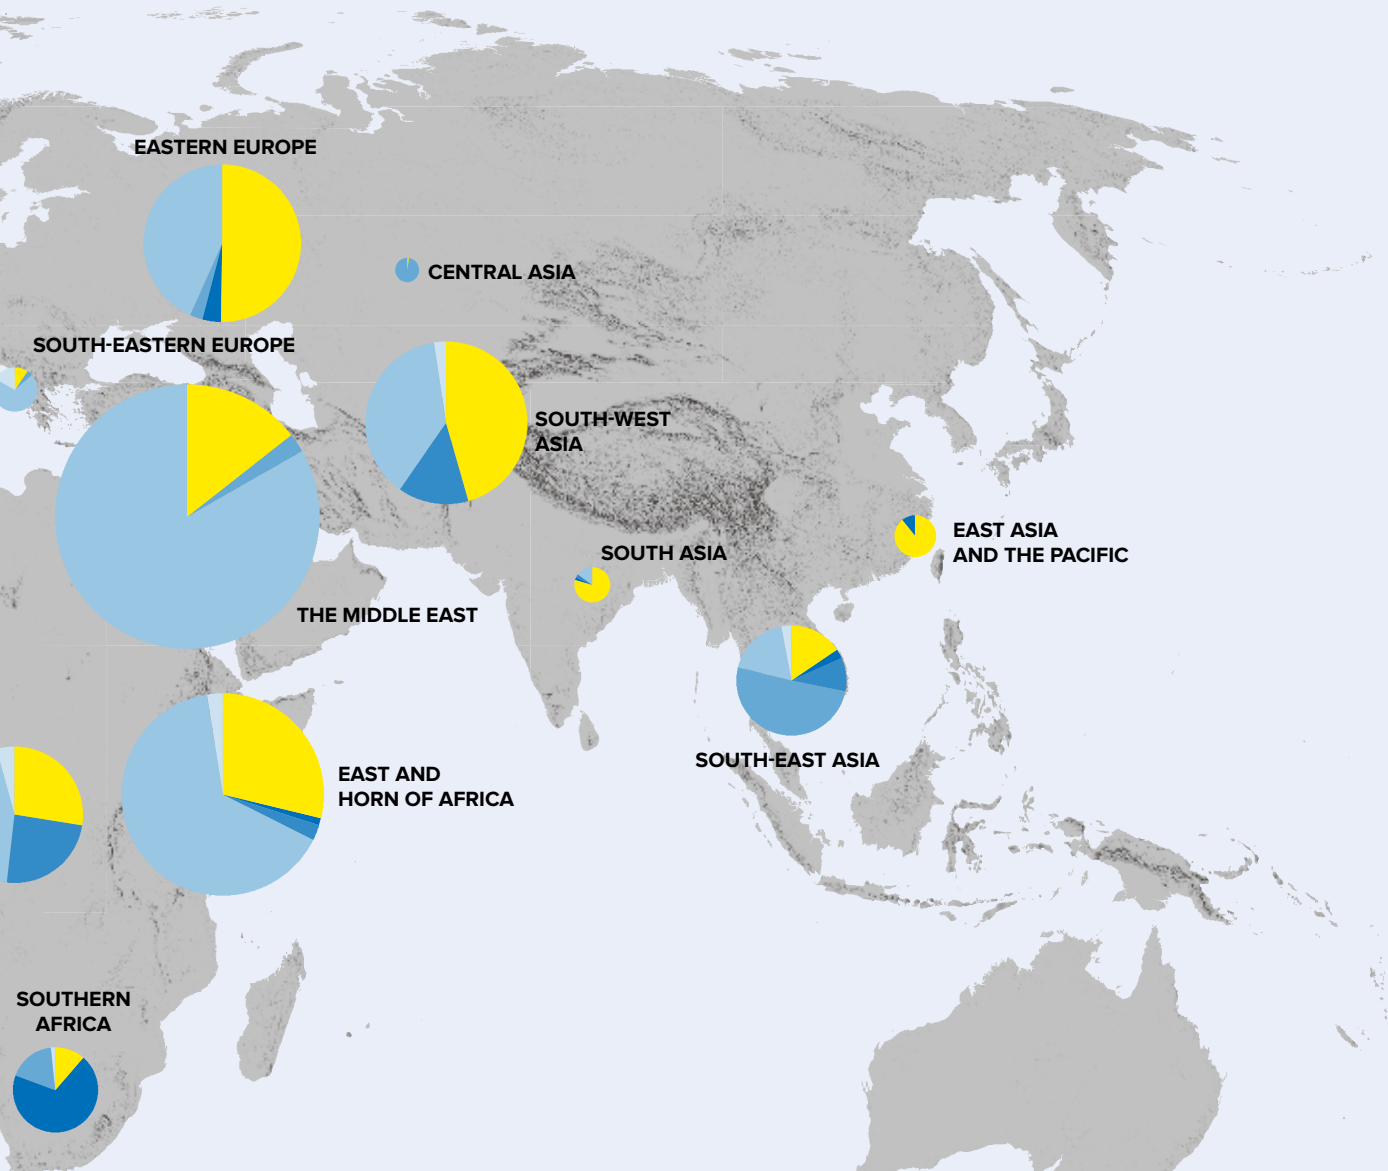 EASTERN EUROPE
CENTRAL ASIA
SOUTH-EASTERN EUROPE
SOUTH-WEST
ASIA
EAST ASIA
AND THE PACIFIC
SOUTH ASIA
THE MIDDLE EAST
SOUTH-EAST ASIA
EAST AND
HORN OF AFRICA
SOUTHERN
AFRICA